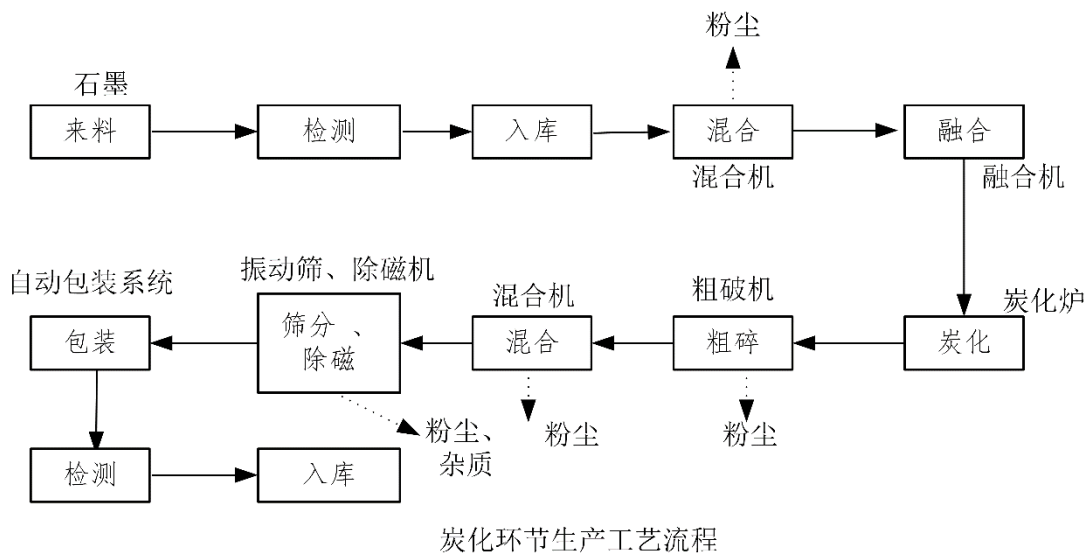 粉尘
石墨
来料
检测
入库
混合
融合
混合机
融合机
自动包装系统
振动筛、除磁机
混合机
粗破机
炭化炉
包装
筛分 、
除磁
混合
粗碎
炭化
粉尘、
杂质
粉尘
粉尘
检测
入库
炭化环节生产工艺流程